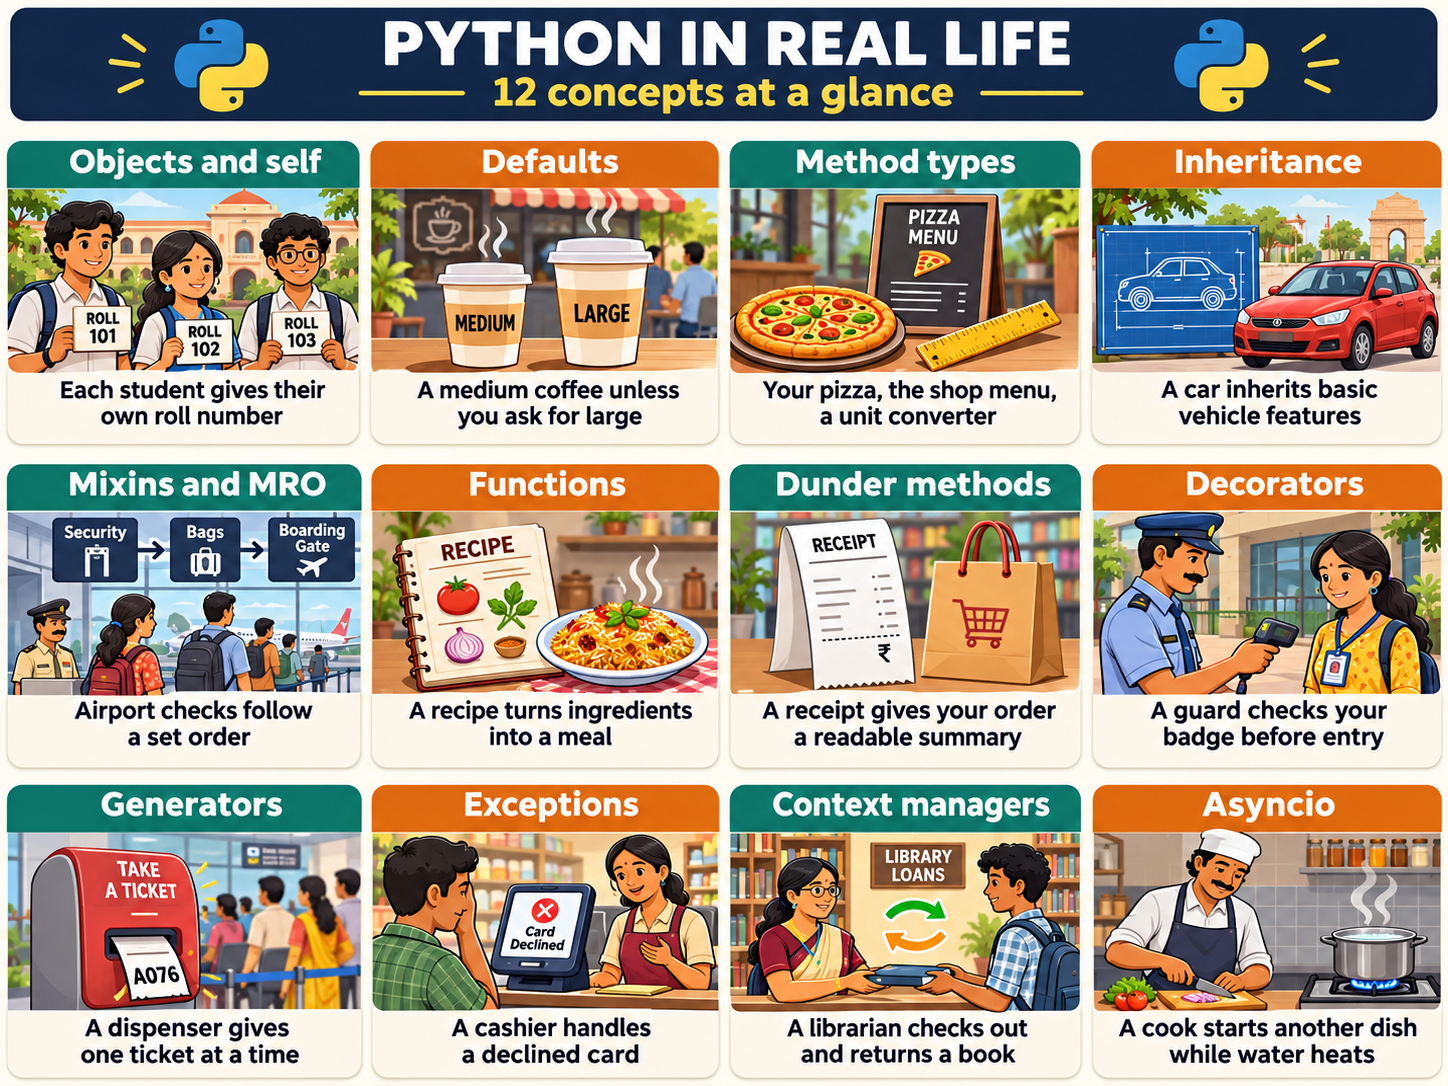 PYTHON IN REAL LIFE
12 concepts at a glance
Objects and self
ROLL
101
ROLL
102
ROLL
103
Each student gives their
own roll number
Defaults
MEDIUM
LARGE
A medium coffee unless
you ask for large
Method types
PIZZA
MENU
Your pizza, the shop menu,
a unit converter
Inheritance
A car inherits basic
vehicle features
Mixins and MRO
Security
Bags
Boarding
Gate
Airport checks follow
a set order
Functions
RECIPE
A recipe turns ingredients
into a meal
Dunder methods
RECEIPT
₹
A receipt gives your order
a readable summary
Decorators
A guard checks your
badge before entry
Generators
TAKE
A TICKET
A076
A dispenser gives
one ticket at a time
Exceptions
Card
Declined
A cashier handles
a declined card
Context managers
LIBRARY
LOANS
A librarian checks out
and returns a book
Asyncio
A cook starts another dish
while water heats